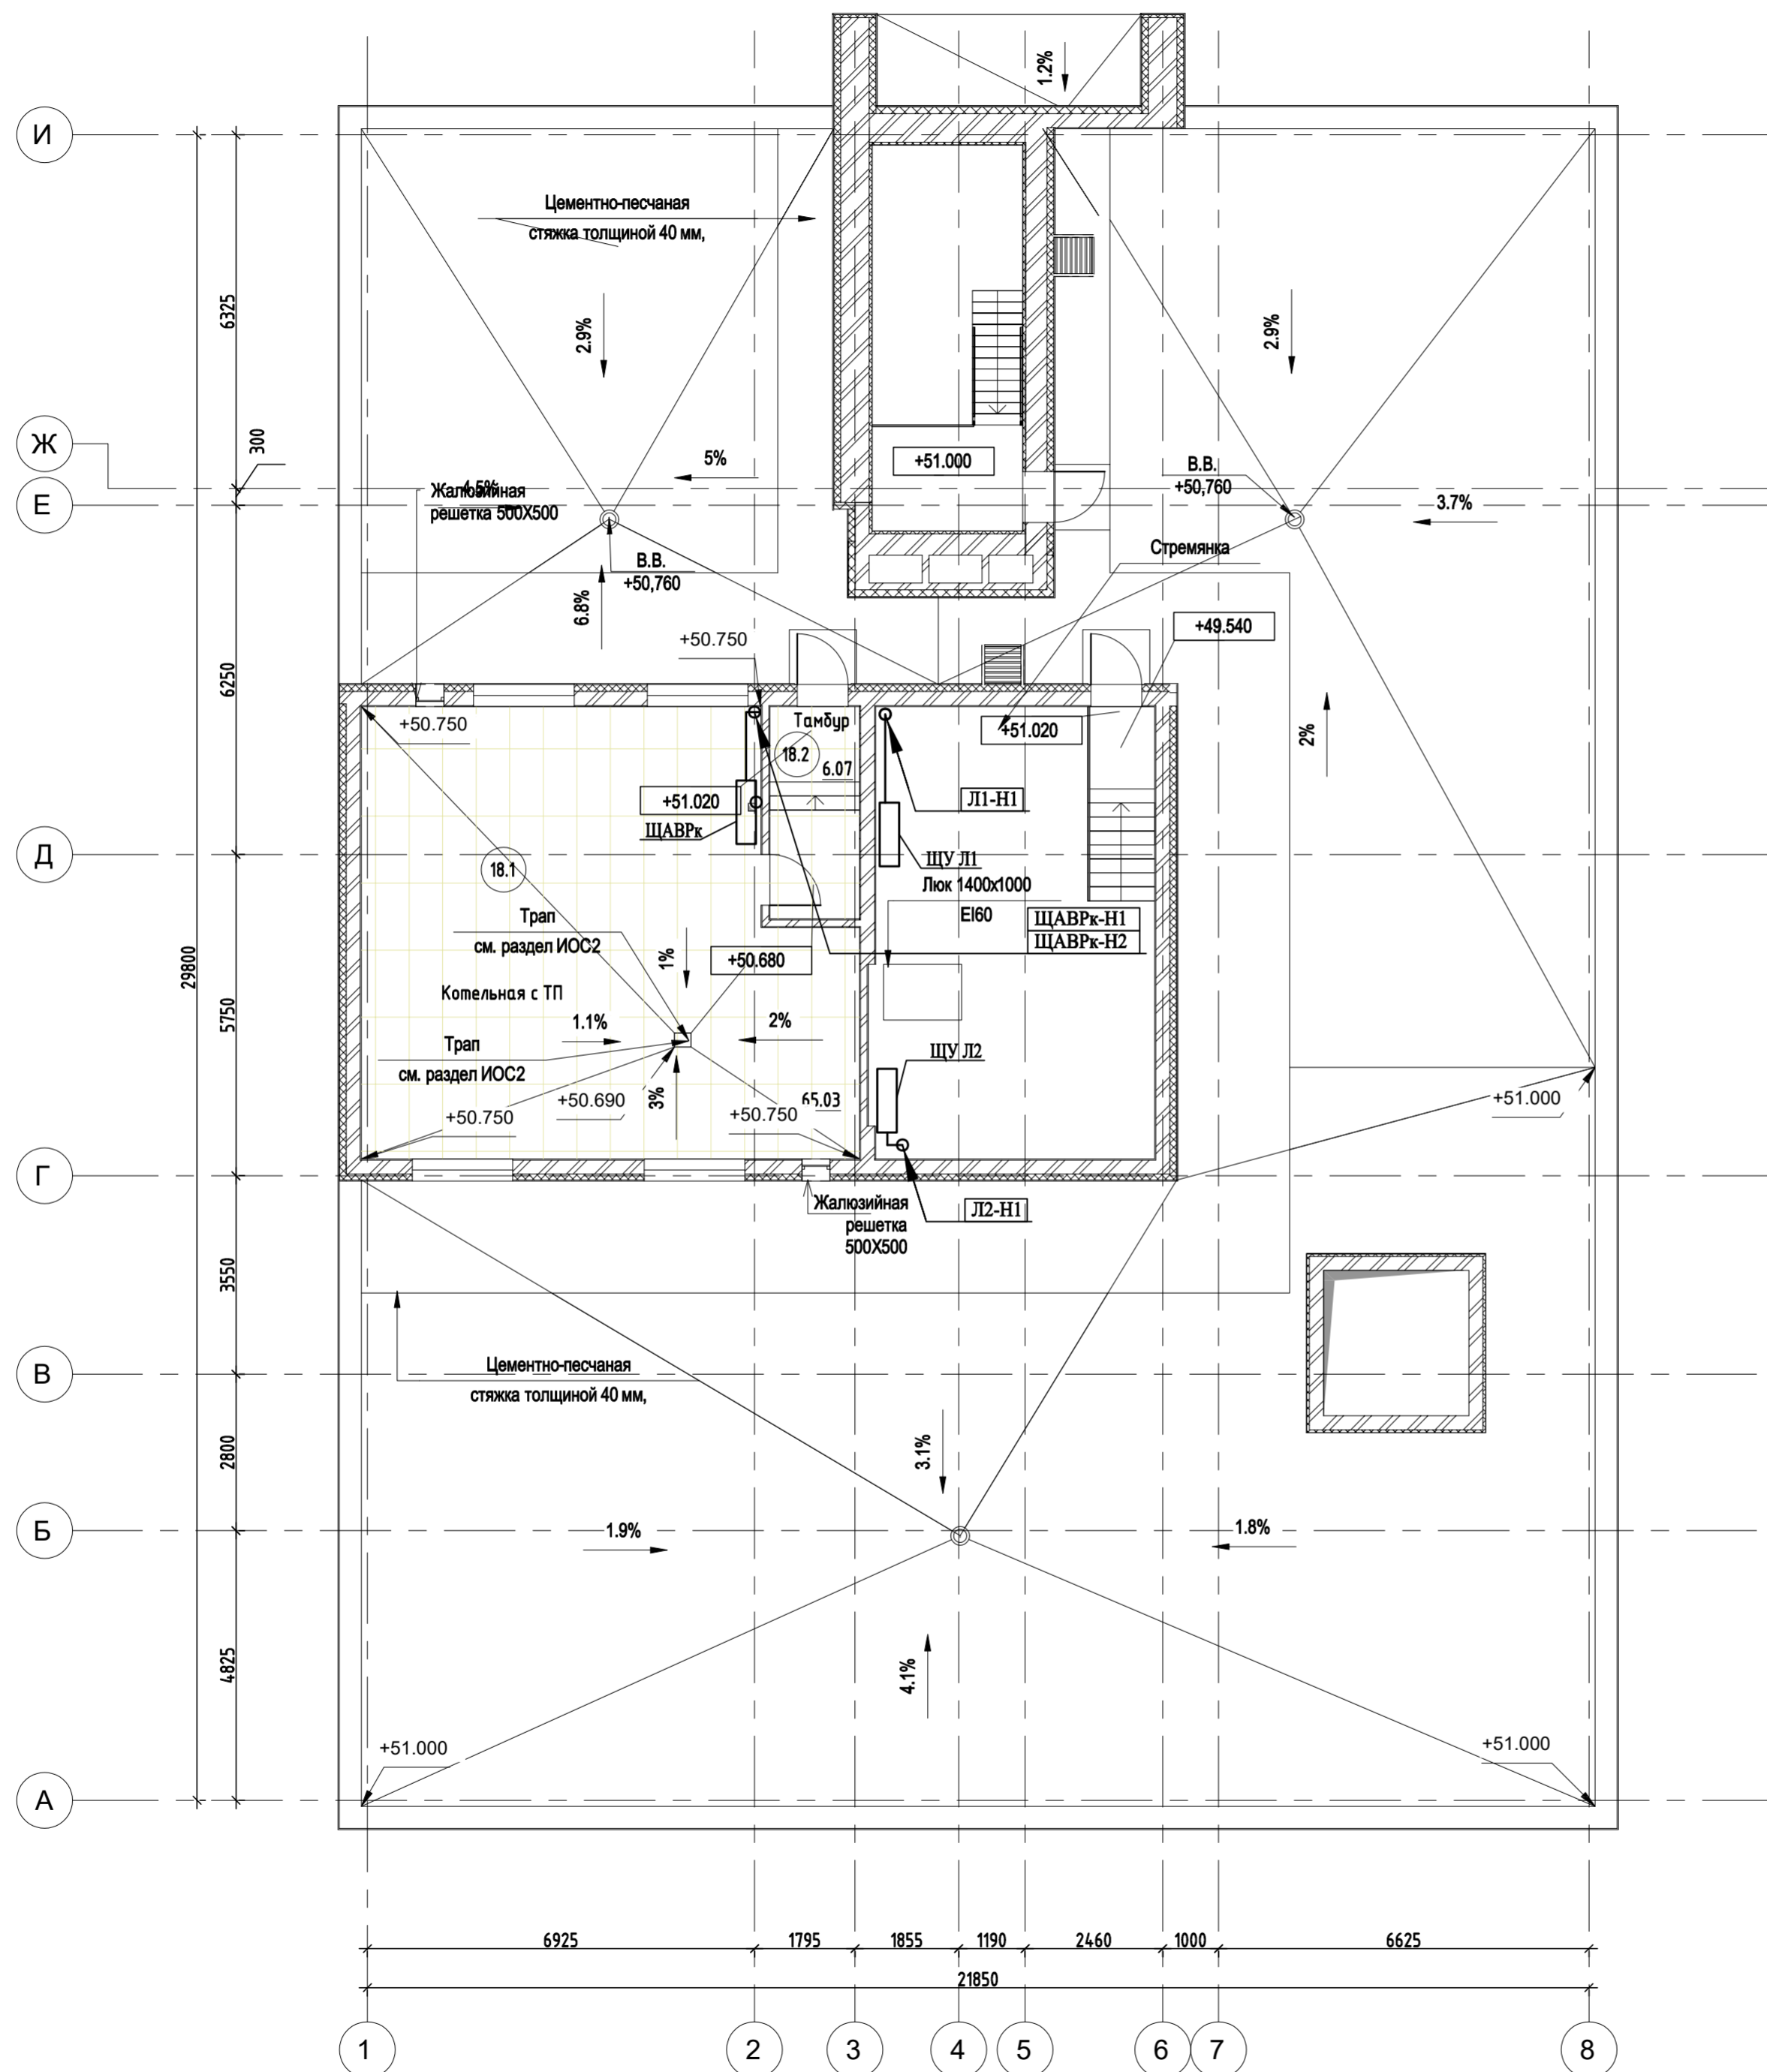 1.2%
И
Цементно-песчаная
стяжка толщиной 40 мм,
6325
2.9%
2.9%
Ж
300
5%
+51.000
В.В.
+50,760
Е
4.5%
Жалюзийная
решетка 500Х500
3.7%
Стремянка
В.В.
+50,760
6.8%
+50.750
+49.540
6250
+50.750
Тамбур
18.2
6.07
+51.020
2%
+51.020
ЩАВРк
Л1-Н1
Д
18.1
ЩУ Л1
Люк 1400х1000
EI60
Трап
см. раздел ИОС2
ЩАВРк-Н1
ЩАВРк-Н2
1%
+50.680
29800
5750
Котельная с ТП
1.1%
2%
Трап
см. раздел ИОС2
ЩУ Л2
+50.690
3%
65.03
+50.750
+50.750
+51.000
Г
Жалюзийная
решетка
500Х500
Л2-Н1
3550
В
Цементно-песчаная
стяжка толщиной 40 мм,
2800
3.1%
Б
1.9%
1.8%
4825
4.1%
+51.000
+51.000
А
6925
1795
1855
1190
2460
1000
6625
21850
1
2
3
4
5
6
7
8